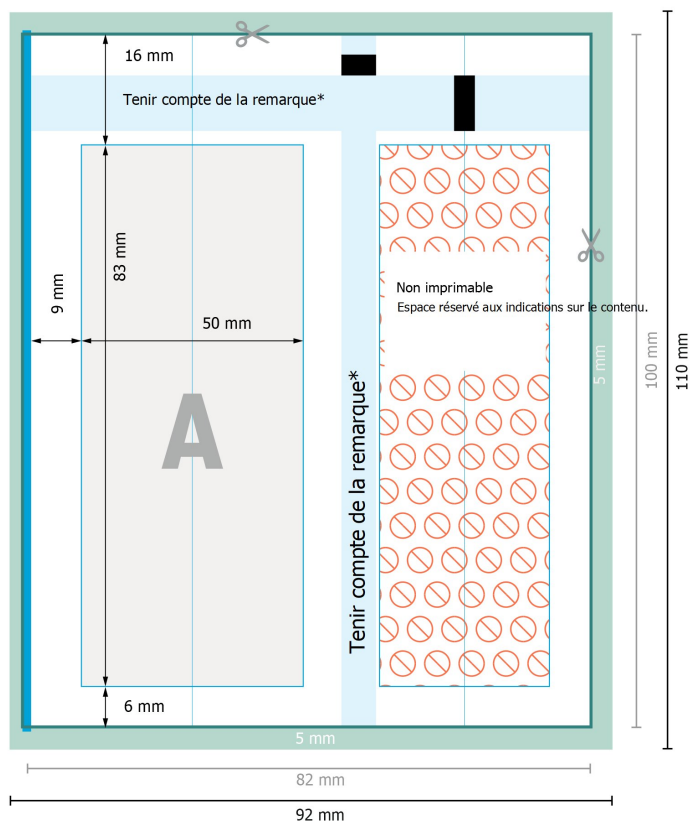 16 mm
Tenir compte de la remarque*
83 mm
9 mm
50 mm
Non imprimable
Espace réservé aux indications sur le contenu.
A
Tenir compte de la remarque*
5 mm
100 mm
110 mm
6 mm
5 mm
82 mm
92 mm